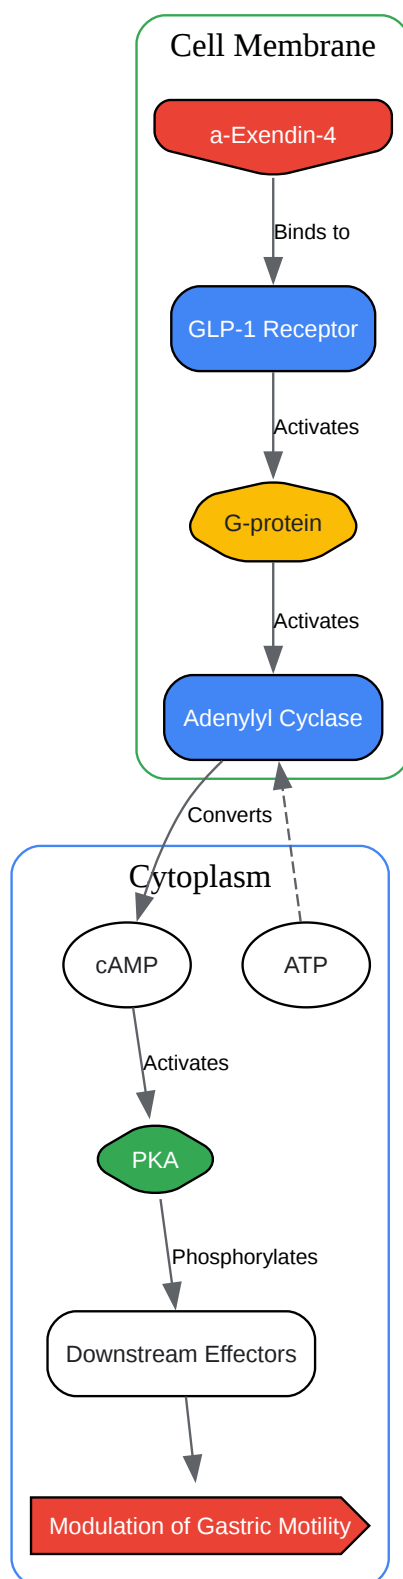 Cell Membrane
a-Exendin-4
Binds to
GLP-1 Receptor
Activates
G-protein
Activates
Adenylyl Cyclase
Converts
Cytoplasm
cAMP
ATP
Activates
PKA
Phosphorylates
Downstream Effectors
Modulation of Gastric Motility